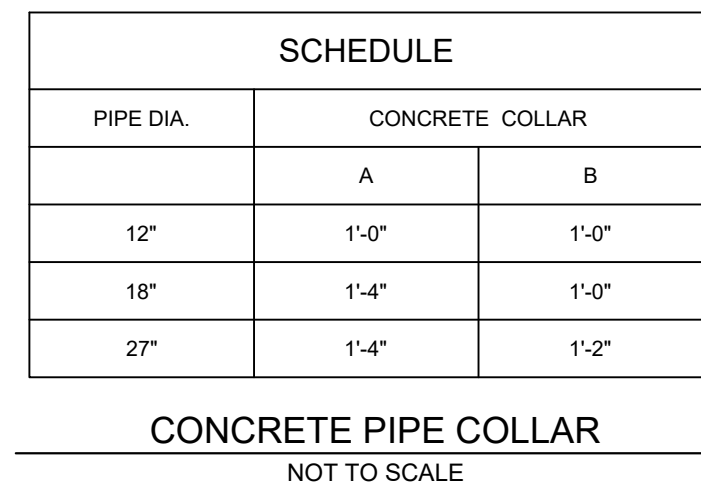 SCHEDULE
PIPE DIA. CONCRETE COLLAR
A B
12" 1'-0" 1'-0"
18" 1'-4" 1'-0"
27" 1'-4" 1'-2"
CONCRETE PIPE COLLAR
NOT TO SCALE